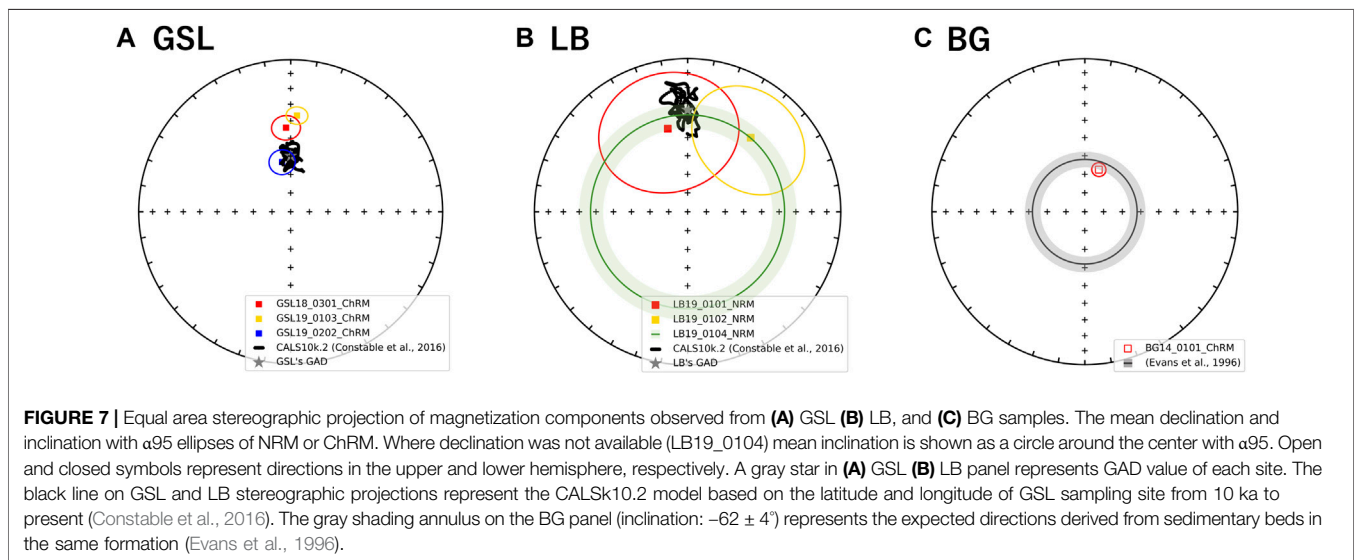 A GSL
B LB
C BG
GSL18_0301_ChRM
GSL19_0103_ChRM
GSL19_0202_ChRM
CALS10k.2 (Constable et al., 2016)
GSL's GAD
LB19_0101_NRM
LB19_0102_NRM
LB19_0104_NRM
CALS10k.2 (Constable et al., 2016)
LB's GAD
BG14_0101_ChRM
(Evans et al., 1996)
FIGURE 7 | Equal area stereographic projection of magnetization components observed from (A) GSL (B) LB, and (C) BG samples. The mean declination and
inclination with α95 ellipses of NRM or ChRM. Where declination was not available (LB19_0104) mean inclination is shown as a circle around the center with α95. Open
and closed symbols represent directions in the upper and lower hemisphere, respectively. A gray star in (A) GSL (B) LB panel represents GAD value of each site. The
black line on GSL and LB stereographic projections represent the CALSk10.2 model based on the latitude and longitude of GSL sampling site from 10 ka to
present (Constable et al., 2016). The gray shading annulus on the BG panel (inclination: −62 ± 4°) represents the expected directions derived from sedimentary beds in
the same formation (Evans et al., 1996).